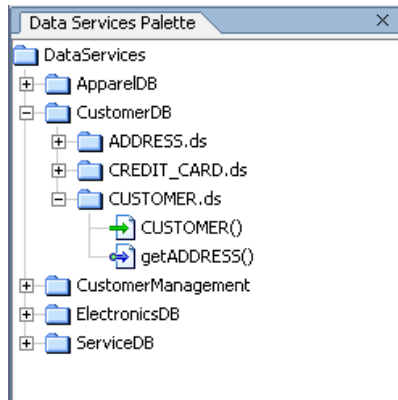 Data Services Palette
DataServices
ApparelDB
CustomerDB
ADDRESS.ds
CREDIT_CARD.ds
CUSTOMER.ds
CUSTOMER()
getADDRESS()
CustomerManagement
ElectronicsDB
ServiceDB